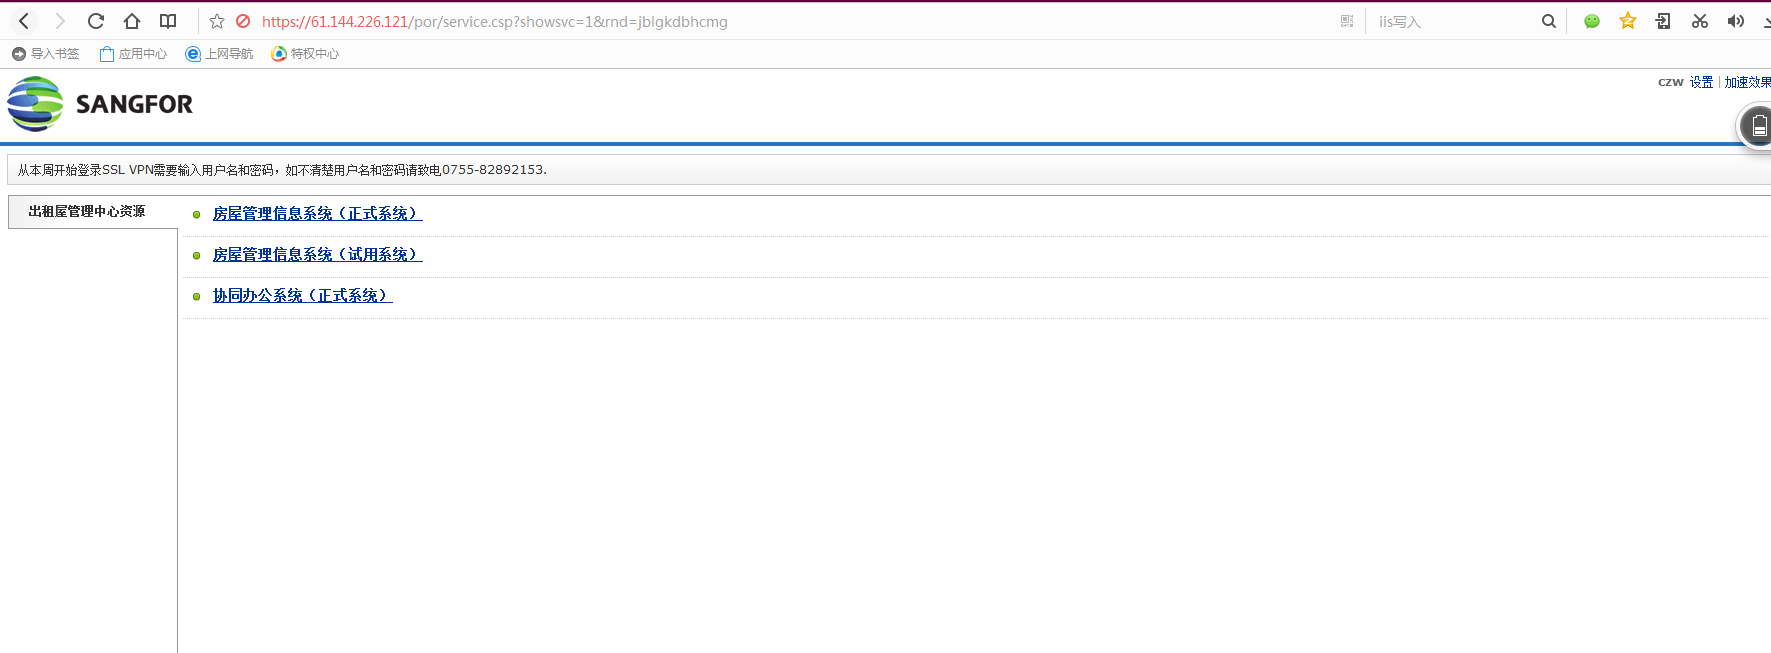 https://61.144.226.121/por/service.csp?showsvc=1&rnd=jblgkdbhcmg
iis写入
导入书签 应用中心 上网导航 特权中心
SANGFOR
czw 设置 | 加速效果
从本周开始登录SSL VPN需要输入用户名和密码，如不清楚用户名和密码请致电0755-82892153.
出租屋管理中心资源
房屋管理信息系统（正式系统）
房屋管理信息系统（试用系统）
协同办公系统（正式系统）